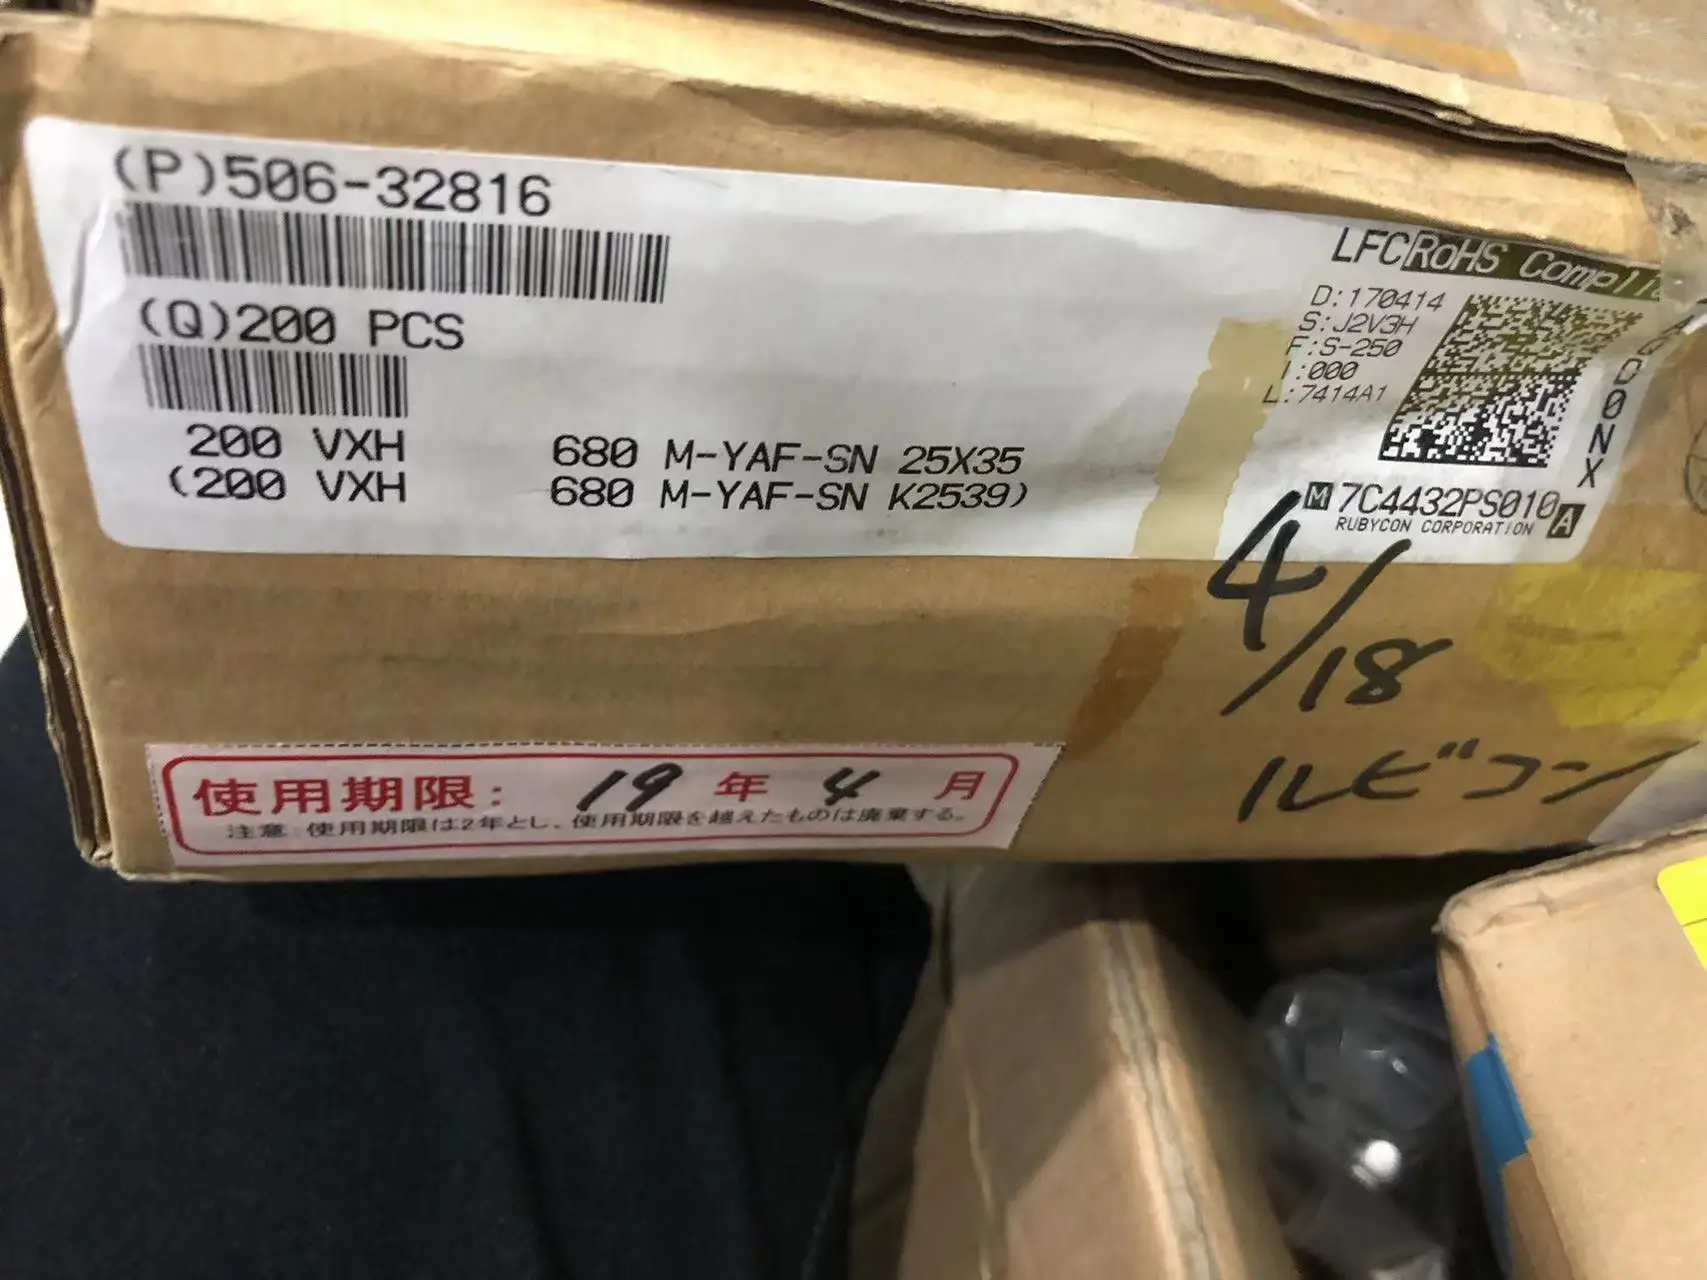 (P)506-32816
(Q)200 PCS
200 VXH 680 M-YAF-SN 25X35
(200 VXH 680 M-YAF-SN K2539)
LFC RoHS
D:170414
S:J2V3H
F:S-250
I:000
L:7414A1
D0NX
M 7C4432PS010 A
RUBYCON CORPORATION
4/18
ルビコン
使用期限: 19 年 4 月
注意:使用期限は2年とし、使用期限を越えたものは廃棄する。